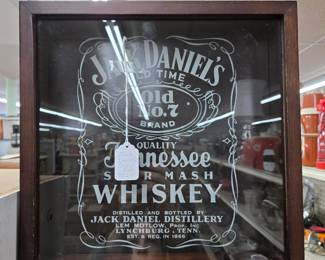 JACK DANIEL'S
OLD TIME
Old
No.7
BRAND
QUALITY
Tennessee
SOUR MASH
WHISKEY
DISTILLED AND BOTTLED BY
JACK DANIEL DISTILLERY
LEM MOTLOW, PROP. INC.
LYNCHBURG, TENN.
EST. & REG. IN 1866